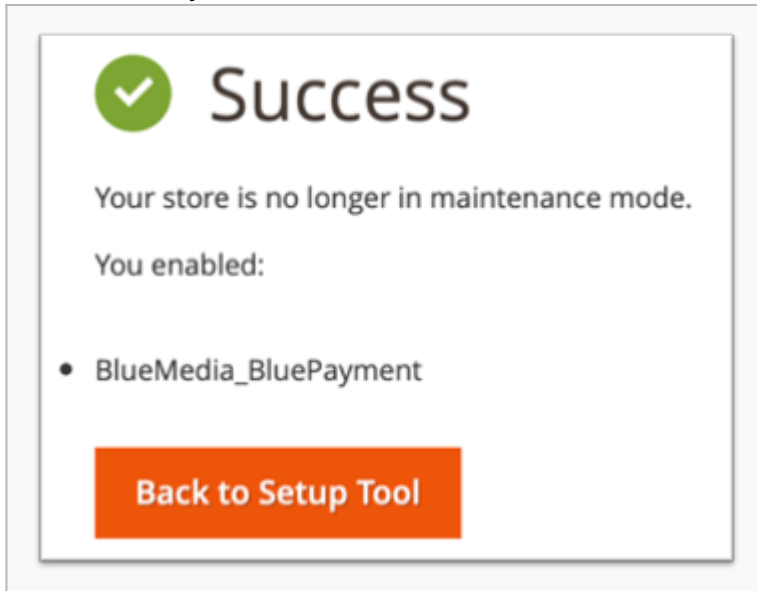 Success
Your store is no longer in maintenance mode.
You enabled:
• BlueMedia_BluePayment
Back to Setup Tool